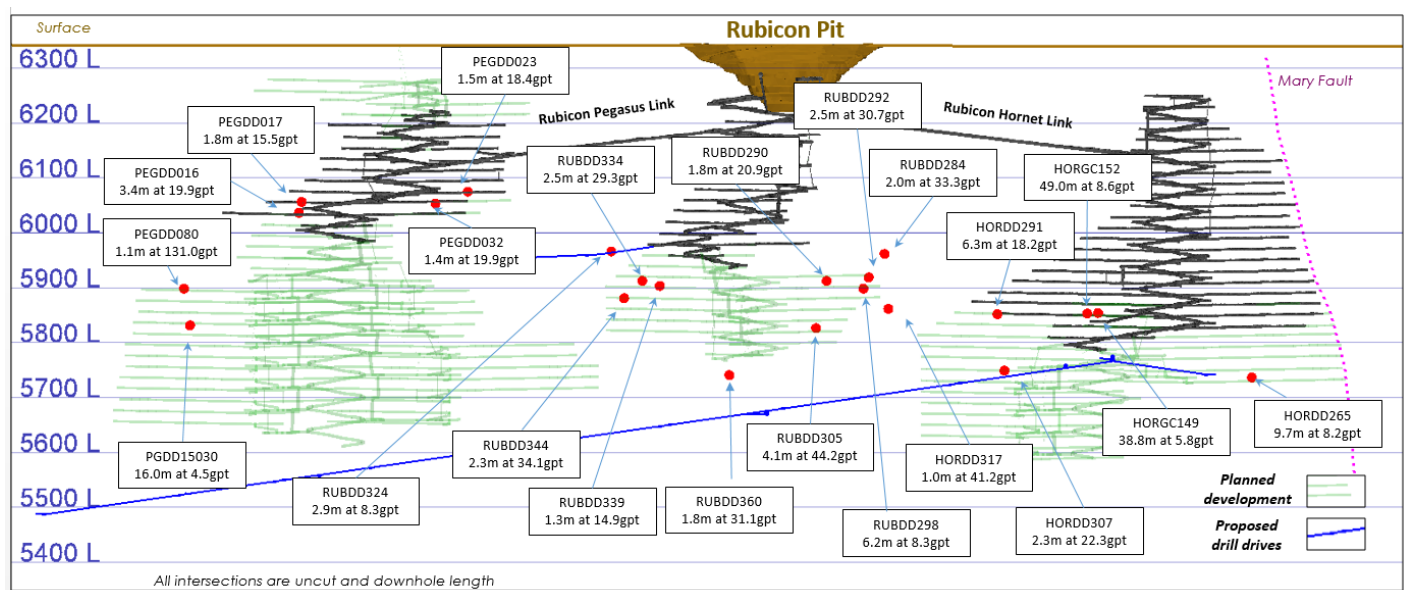 Surface
Rubicon Pit
6300 L
PEGDD023
1.5m at 18.4gpt
Mary Fault
RUBDD292
2.5m at 30.7gpt
Rubicon Pegasus Link
Rubicon Hornet Link
6200 L
PEGDD017
1.8m at 15.5gpt
RUBDD334
2.5m at 29.3gpt
RUBDD290
1.8m at 20.9gpt
RUBDD284
2.0m at 33.3gpt
HORGC152
49.0m at 8.6gpt
6100 L
PEGDD016
3.4m at 19.9gpt
6000 L
PEGDD080
1.1m at 131.0gpt
PEGDD032
1.4m at 19.9gpt
HORDD291
6.3m at 18.2gpt
5900 L
5800 L
5700 L
5600 L
PGDD15030
16.0m at 4.5gpt
RUBDD344
2.3m at 34.1gpt
RUBDD305
4.1m at 44.2gpt
HORDD317
1.0m at 41.2gpt
HORGC149
38.8m at 5.8gpt
HORDD265
9.7m at 8.2gpt
5500 L
RUBDD324
2.9m at 8.3gpt
RUBDD339
1.3m at 14.9gpt
RUBDD360
1.8m at 31.1gpt
RUBDD298
6.2m at 8.3gpt
HORDD307
2.3m at 22.3gpt
Planned
development
Proposed
drill drives
5400 L
All intersections are uncut and downhole length